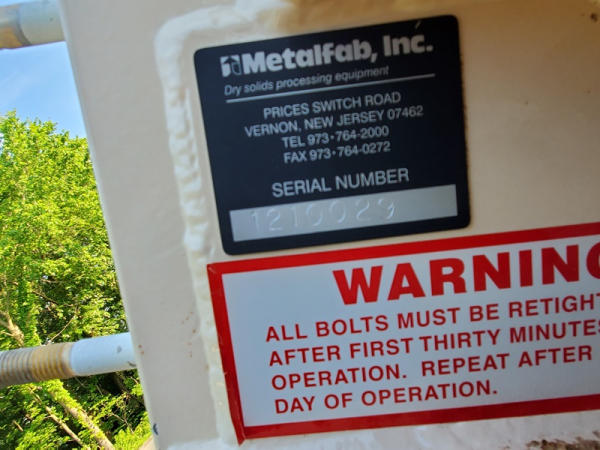 Metalfab, Inc.
Dry solids processing equipment
PRICES SWITCH ROAD
VERNON, NEW JERSEY 07462
TEL 973•764-2000
FAX 973•764-0272
SERIAL NUMBER
1210029
WARNING
ALL BOLTS MUST BE RETIGHT
AFTER FIRST THIRTY MINUTES
OPERATION. REPEAT AFTER
DAY OF OPERATION.